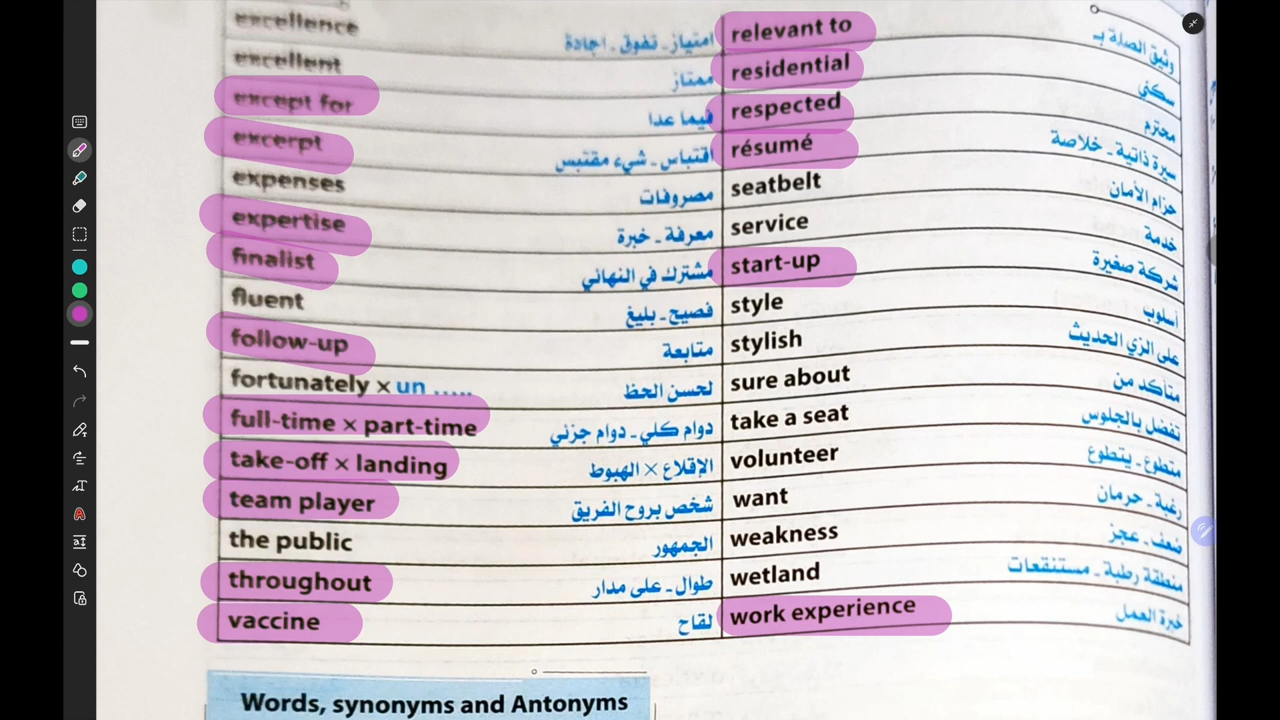 excellence امتياز ـ تفوق ـ اجادة relevant to وثيق الصلة بـ
excellent ممتاز residential سكني
except for فيما عدا respected محترم
excerpt اقتباس ـ شيء مقتبس résumé سيرة ذاتية ـ خلاصة
expenses مصروفات seatbelt حزام الأمان
expertise معرفة ـ خبرة service خدمة
finalist مشترك في النهائي start-up شركة صغيرة
fluent فصيح ـ بليغ style أسلوب
follow-up متابعة stylish على الزي الحديث
fortunately × un ..... لحسن الحظ sure about متأكد من
full-time × part-time دوام كلي ـ دوام جزئي take a seat تفضل بالجلوس
take-off × landing الإقلاع × الهبوط volunteer متطوع ـ يتطوع
team player شخص بروح الفريق want رغبة ـ حرمان
the public الجمهور weakness ضعف ـ عجز
throughout طوال ـ على مدار wetland منطقة رطبة ـ مستنقعات
vaccine لقاح work experience خبرة العمل
Words, synonyms and Antonyms